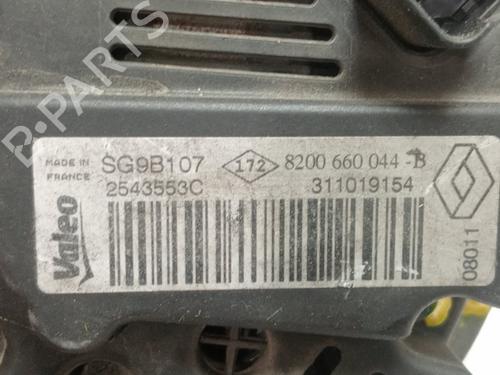 B-PARTS
MADE IN
FRANCE
SG9B107
172
8200 660 044 -B
2543553C
311019154
Valeo
08011